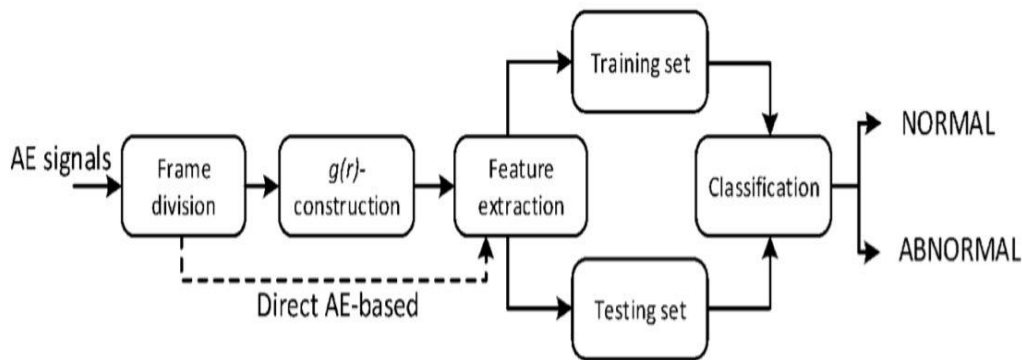 AE signals
Frame
division
g(r)-
construction
Feature
extraction
Training set
Testing set
Classification
NORMAL
ABNORMAL
Direct AE-based